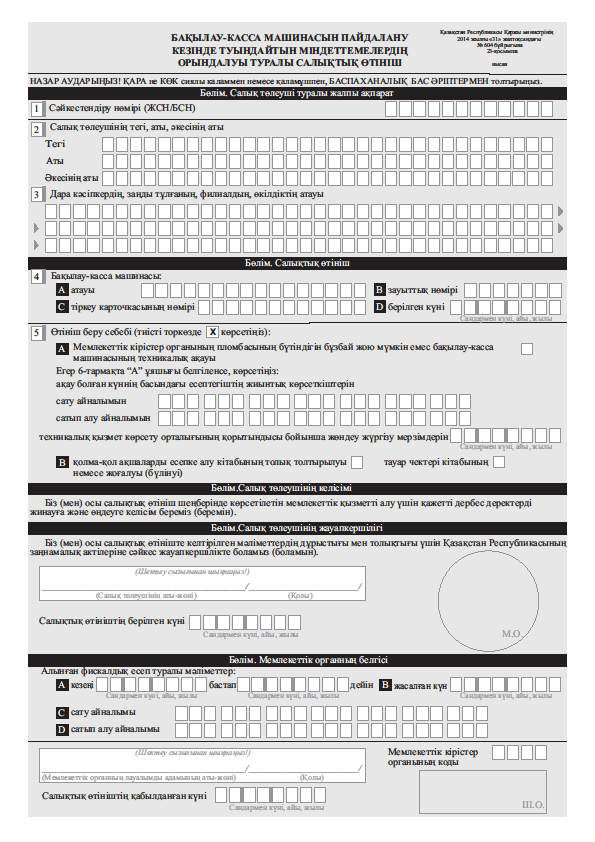 БАҚЫЛАУ-КАССА МАШИНАСЫН ПАЙДАЛАНУ
КЕЗІНДЕ ТУЫНДАЙТЫН МІНДЕТТЕМЕЛЕРДІҢ
ОРЫНДАЛУЫ ТУРАЛЫ САЛЫҚТЫҚ ӨТІНІШ
Қазақстан Республикасы Қаржы министрінің
2014 жылғы «31» желтоқсандағы
№ 604 бұйрығына
21-қосымша
нысан
НАЗАР АУДАРЫҢЫЗ! ҚАРА не КӨК сиялы қаламмен немесе қаламұшпен, БАСПАХАНАЛЫҚ БАС ӘРІПТЕРМЕН толтырыңыз.
Бөлім. Салық төлеуші туралы жалпы ақпарат
1 Сәйкестендіру нөмірі (ЖСН/БСН)
2 Салық төлеушінің тегі, аты, әкесінің аты
Тегі
Аты
Әкесінің аты
3 Дара кәсіпкердің, заңды тұлғаның, филиалдың, өкілдіктің атауы
Бөлім. Салықтық өтініш
4 Бақылау-касса машинасы:
A атауы B зауыттық нөмірі
C тіркеу карточкасының нөмірі D берілген күні
Сандармен күні, айы, жылы
5 Өтініш беру себебі (тиісті торкөзде X көрсетіңіз):
A Мемлекеттік кірістер органының пломбасының бүтіндігін бұзбай жою мүмкін емес бақылау-касса
машинасының техникалық ақауы
Егер 6-тармақта “А” ұяшығы белгіленсе, көрсетіңіз:
ақау болған күннің басындағы есептегіштің жиынтық көрсеткіштерін
сату айналымын
сатып алу айналымын
техникалық қызмет көрсету орталығының қорытындысы бойынша жөндеу жүргізу мерзімдерін
Сандармен күні, айы, жылы
B қолма-қол ақшаларды есепке алу кітабының толық толтырылуы тауар чектері кітабының
немесе жоғалуы (бүлінуі)
Бөлім.Салық төлеушінің келісімі
Біз (мен) осы салықтық өтініш шеңберінде көрсетілетін мемлекеттік қызметті алу үшін қажетті дербес деректерді
жинауға және өңдеуге келісім береміз (беремін).
Бөлім.Салық төлеушінің жауапкершілігі
Біз (мен) осы салықтық өтініште келтірілген мәліметтердің дұрыстығы мен толықтығы үшін Қазақстан Республикасының
заңнамалық актілеріне сәйкес жауапкершілікте боламыз (боламын).
(Шектеу сызығынан шықпаңыз!)
(Салық төлеушінің аты-жөні) (Қолы)
Салықтық өтініштің берілген күні
Сандармен күні, айы, жылы
М.О.
Бөлім. Мемлекеттік органның белгісі
Алынған фискалдық есеп туралы мәліметтер:
A кезеңі бастап дейін B жасалған күн
Сандармен күні, айы, жылы Сандармен күні, айы, жылы Сандармен күні, айы, жылы
C сату айналымы
D сатып алу айналымы
(Шектеу сызығынан шықпаңыз!)
(Мемлекеттік органның лауазымды адамының аты-жөні) (Қолы)
Мемлекеттік кірістер
органының коды
Салықтық өтініштің қабылданған күні
Сандармен күні, айы, жылы
Ш.О.